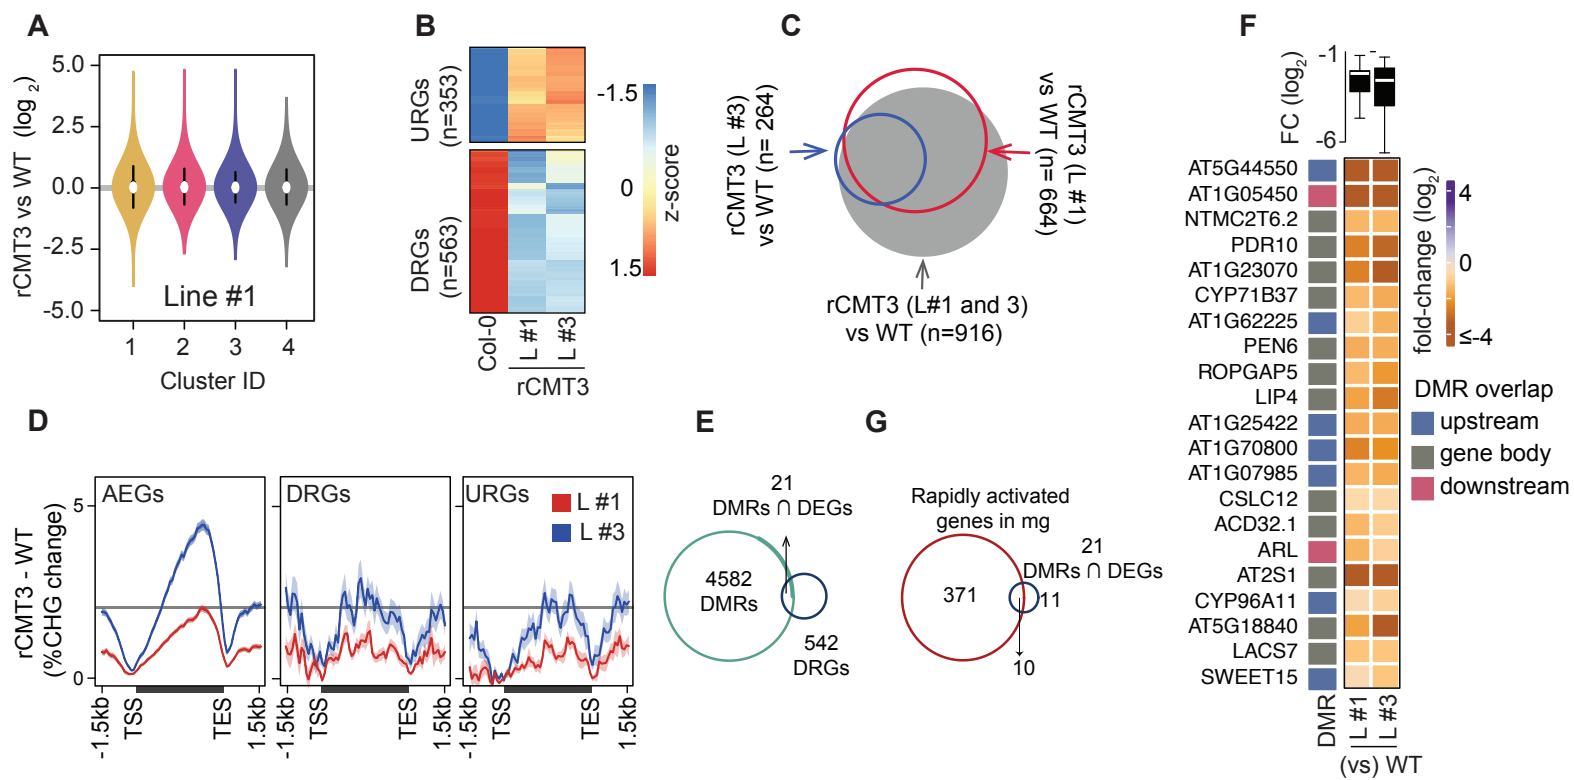 A
rCMT3 vs WT (log2)
5.0
2.5
0.0
-2.5
-5.0
Line #1
1 2 3 4
Cluster ID
B
URGs
(n=353)
DRGs
(n=563)
Col-0
L #1
L #3
rCMT3
-1.5
0
1.5
z-score
C
rCMT3 (L #3)
vs WT (n= 264)
rCMT3 (L #1)
vs WT (n= 664)
rCMT3 (L#1 and 3)
vs WT (n=916)
D
rCMT3 - WT
(%CHG change)
5
0
AEGs
DRGs
URGs
L #1
L #3
-1.5kb
TSS
TES
1.5kb
-1.5kb
TSS
TES
1.5kb
-1.5kb
TSS
TES
1.5kb
E
21
DMRs ∩ DEGs
4582
DMRs
542
DRGs
G
Rapidly activated
genes in mg
371
21
DMRs ∩ DEGs
11
10
F
FC (log2)
-1
-6
AT5G44550
AT1G05450
NTMC2T6.2
PDR10
AT1G23070
CYP71B37
AT1G62225
PEN6
ROPGAP5
LIP4
AT1G25422
AT1G70800
AT1G07985
CSLC12
ACD32.1
ARL
AT2S1
CYP96A11
AT5G18840
LACS7
SWEET15
DMR
L #1
L #3
(vs) WT
fold-change (log2)
4
0
≤-4
DMR overlap
upstream
gene body
downstream